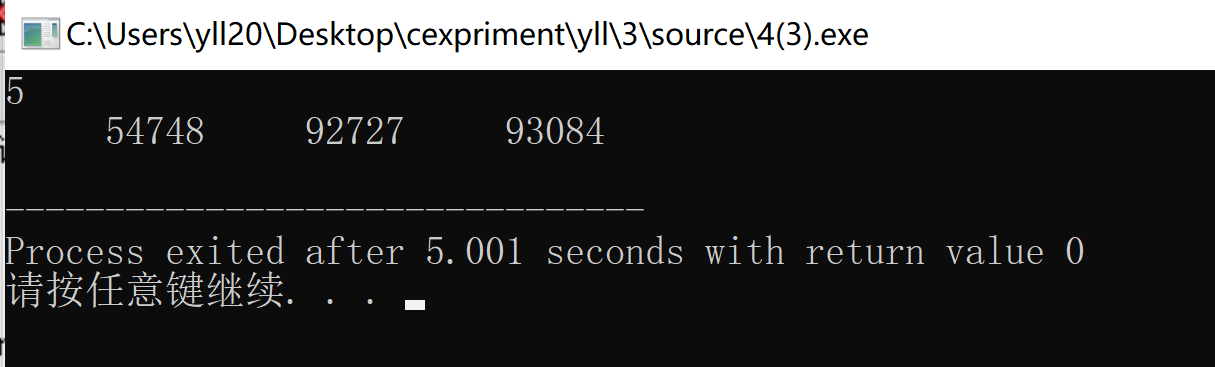 C:\Users\yll20\Desktop\cexpriment\yll\3\source\4(3).exe
5
     54748     92727     93084

--------------------------------
Process exited after 5.001 seconds with return value 0
请按任意键继续. . .